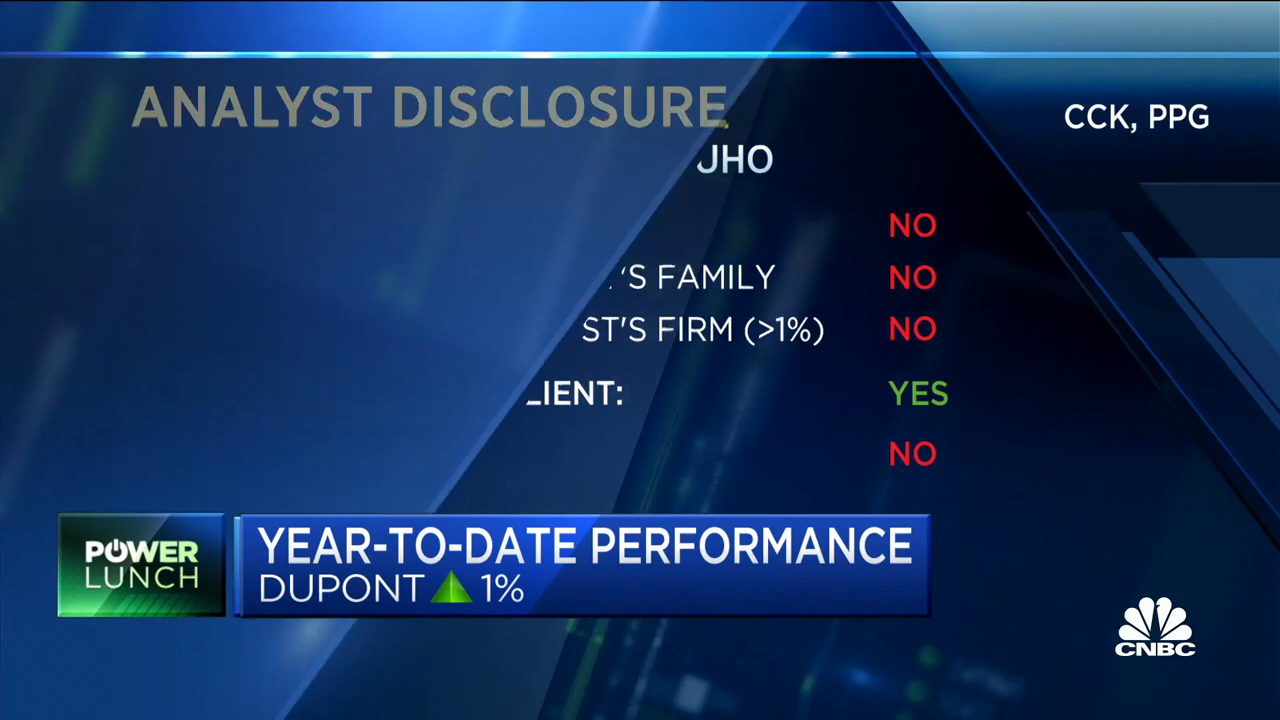 ANALYST DISCLOSURE
CCK, PPG
JHO
NO
'S FAMILY NO
ST'S FIRM (>1%) NO
LIENT: YES
NO
POWER
LUNCH
YEAR-TO-DATE PERFORMANCE
DUPONT 1%
CNBC